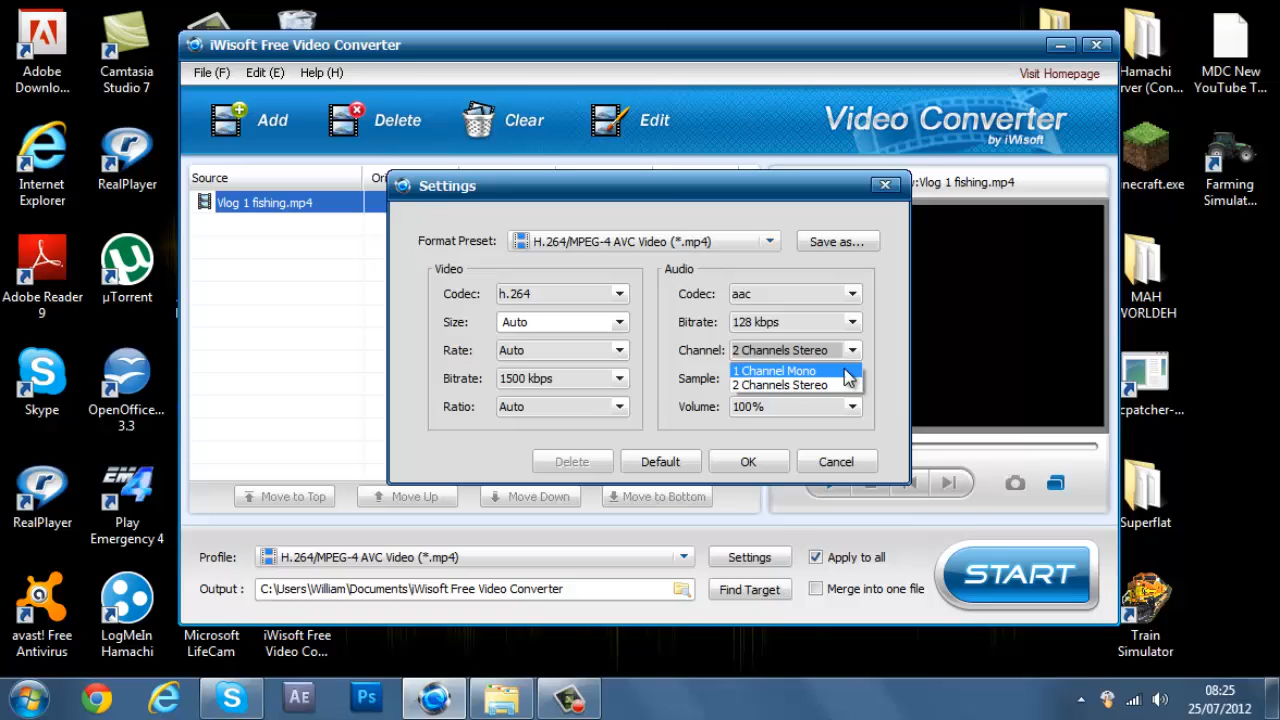 Adobe
Downlo...
Camtasia
Studio 7
Internet
Explorer
RealPlayer
Adobe Reader
9
µTorrent
Skype
OpenOffice...
3.3
RealPlayer
Play
Emergency 4
avast! Free
Antivirus
LogMeIn
Hamachi
Microsoft
LifeCam
iWisoft Free
Video Co...
iWisoft Free Video Converter
File (F)
Edit (E)
Help (H)
Visit Homepage
Add
Delete
Clear
Edit
Video Converter
by iWisoft
Source
Vlog 1 fishing.mp4
w:Vlog 1 fishing.mp4
Settings
Format Preset:
H.264/MPEG-4 AVC Video (*.mp4)
Save as...
Video
Codec: h.264
Size: Auto
Rate: Auto
Bitrate: 1500 kbps
Ratio: Auto
Audio
Codec: aac
Bitrate: 128 kbps
Channel: 2 Channels Stereo
1 Channel Mono
2 Channels Stereo
Sample:
Volume: 100%
Delete
Default
OK
Cancel
Move to Top
Move Up
Move Down
Move to Bottom
Profile: H.264/MPEG-4 AVC Video (*.mp4)
Settings
Apply to all
Output : C:\Users\William\Documents\iWisoft Free Video Converter
Find Target
Merge into one file
START
Hamachi
rver (Con...
MDC New
YouTube T...
inecraft.exe
Farming
Simulat...
MAH
WORLDEH
cpatcher-...
Superflat
Train
Simulator
Ae
Ps
08:25
25/07/2012